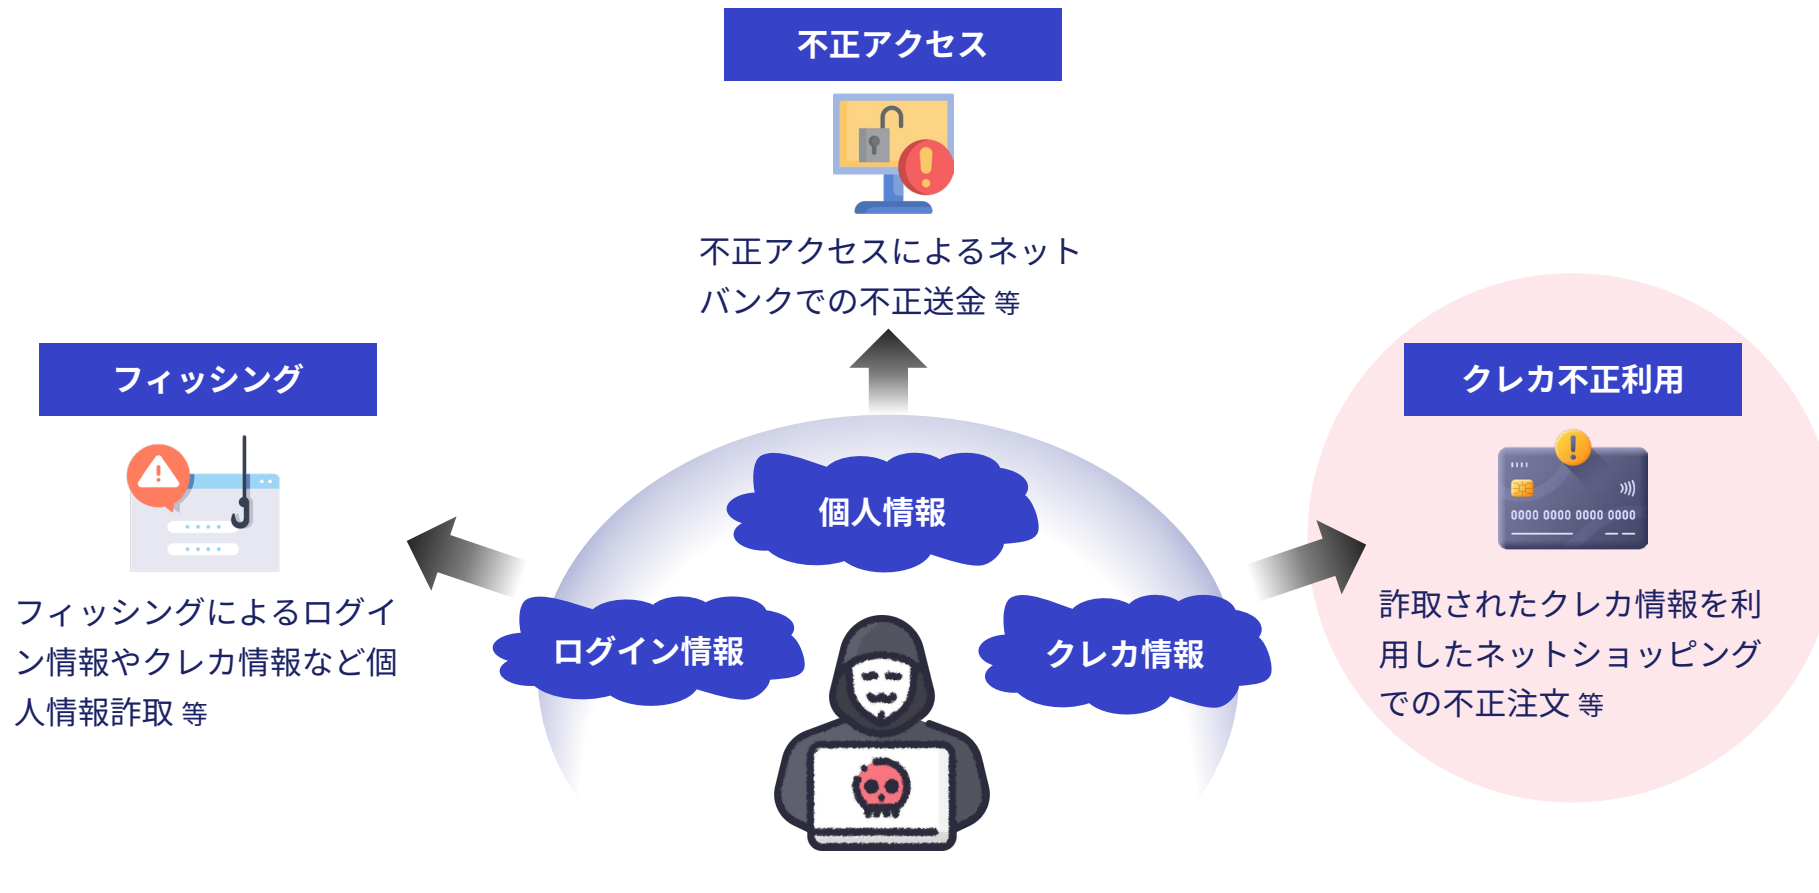 不正アクセス
不正アクセスによるネット
バンクでの不正送金 等
フィッシング
フィッシングによるログイ
ン情報やクレカ情報など個
人情報詐取 等
個人情報
ログイン情報
クレカ情報
クレカ不正利用
0000 0000 0000 0000
詐取されたクレカ情報を利
用したネットショッピング
での不正注文 等